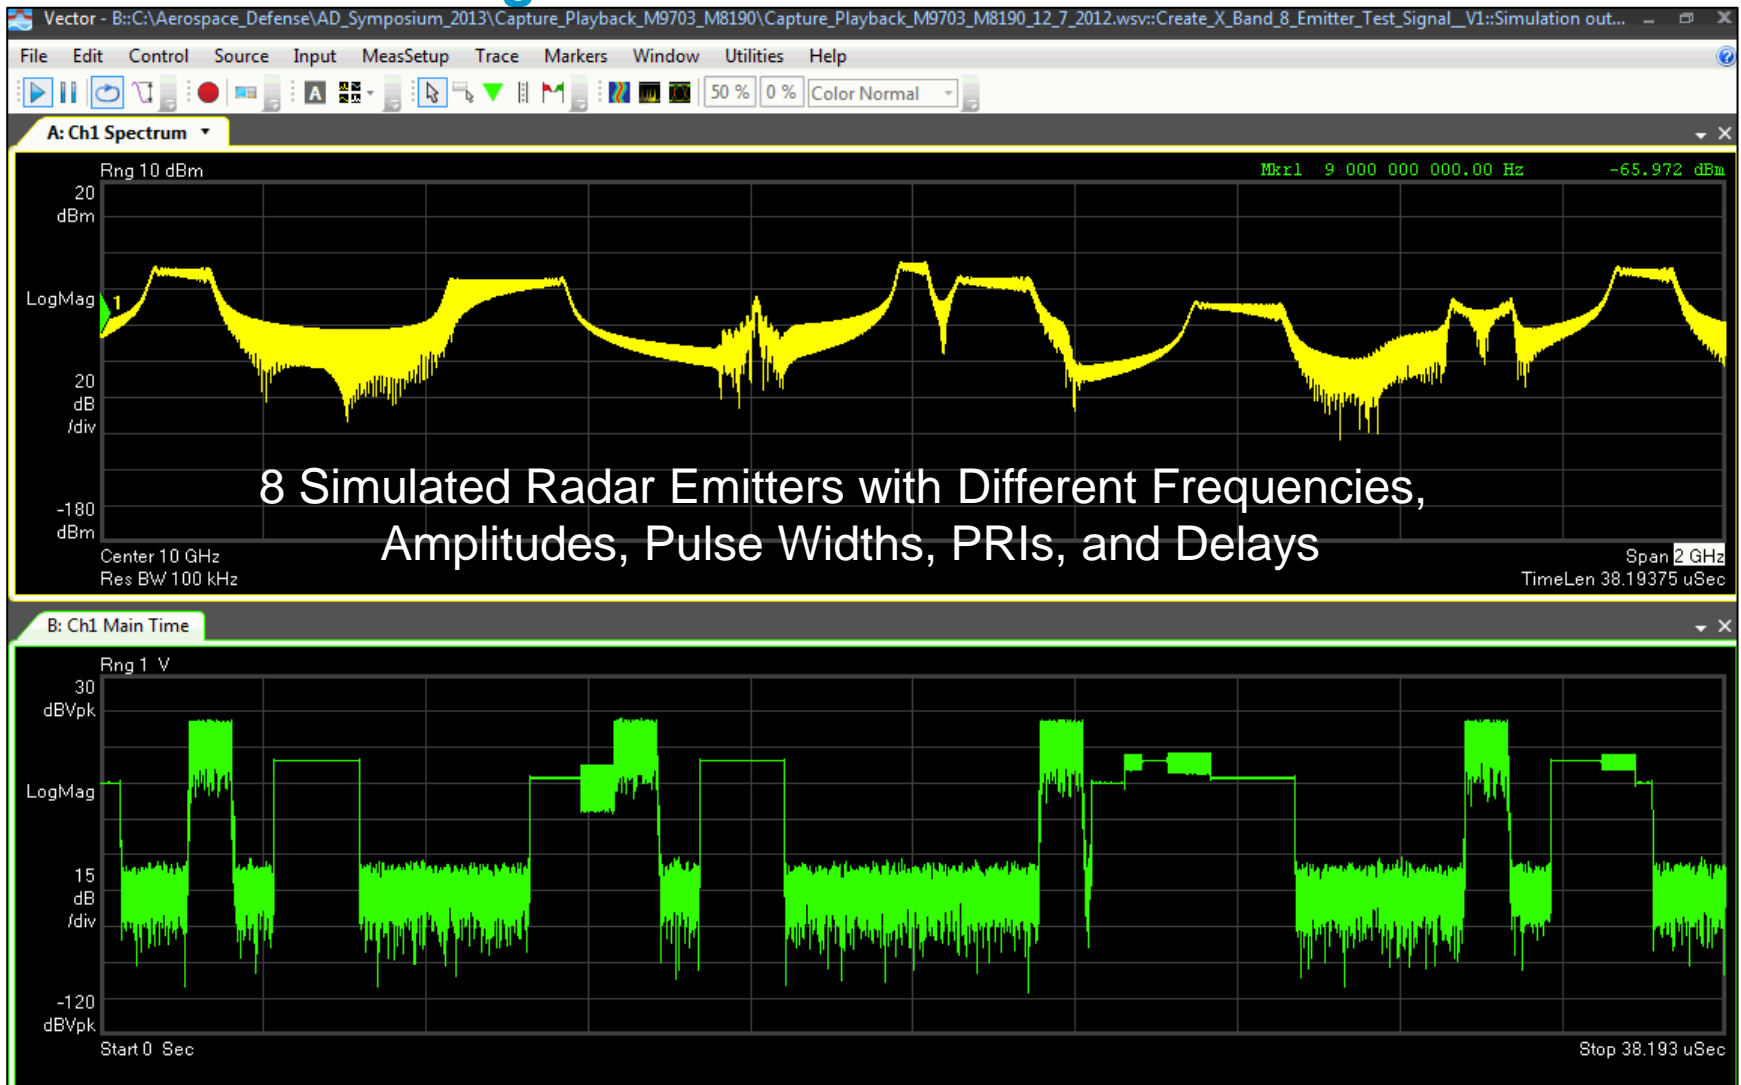 Vector - B::C:\Aerospace_Defense\AD_Symposium_2013\Capture_Playback_M9703_M8190\Capture_Playback_M9703_M8190_12_7_2012.wsv::Create_X_Band_8_Emitter_Test_Signal__V1::Simulation out...
File Edit Control Source Input MeasSetup Trace Markers Window Utilities Help
A 50 % 0 % Color Normal
A: Ch1 Spectrum
Rng 10 dBm Mkr1 9 000 000 000.00 Hz -65.972 dBm
20
dBm
LogMag 1
20
dB
/div
8 Simulated Radar Emitters with Different Frequencies,
Amplitudes, Pulse Widths, PRIs, and Delays
-180
dBm
Center 10 GHz Span 2 GHz
Res BW 100 kHz TimeLen 38.19375 uSec
B: Ch1 Main Time
Rng 1 V
30
dBVpk
LogMag
15
dB
/div
-120
dBVpk
Start 0 Sec Stop 38.193 uSec